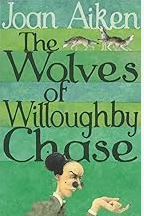 Joan Aiken
The Wolves
of
Willoughby
Chase